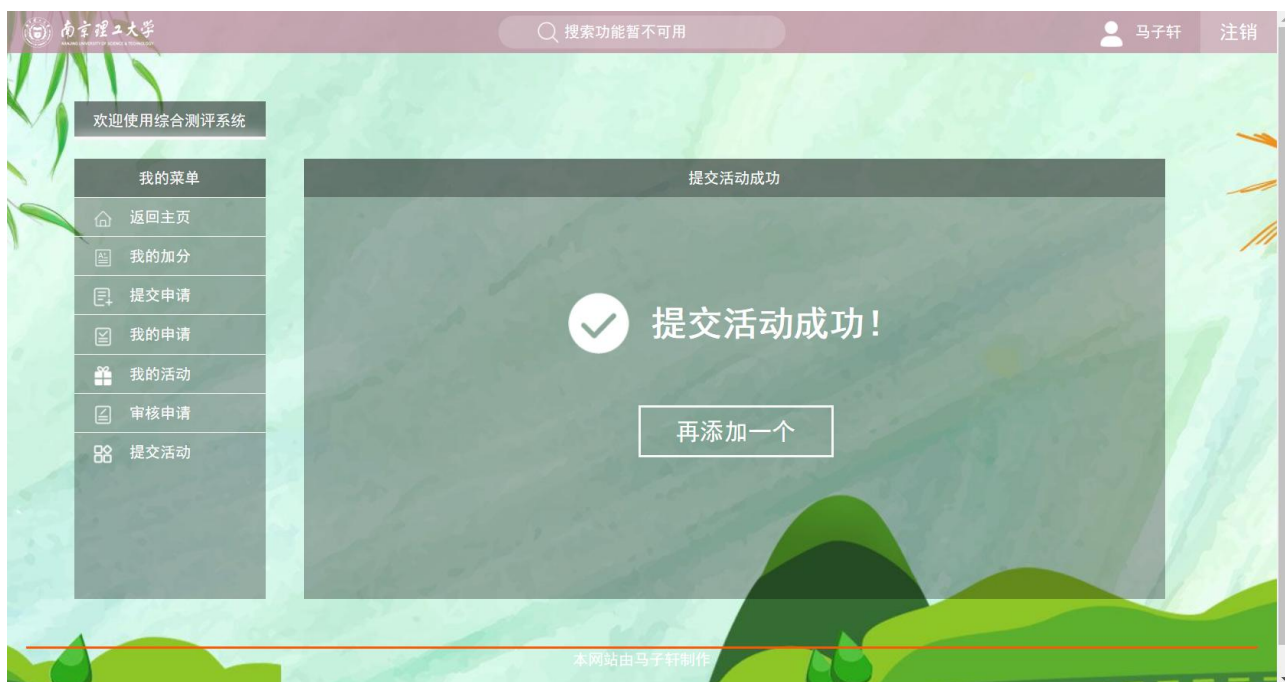 南京理工大学
搜索功能暂不可用
马子轩
注销
欢迎使用综合测评系统
我的菜单
返回主页
我的加分
提交申请
我的申请
我的活动
审核申请
提交活动
提交活动成功
提交活动成功！
再添加一个
本网站由马子轩制作